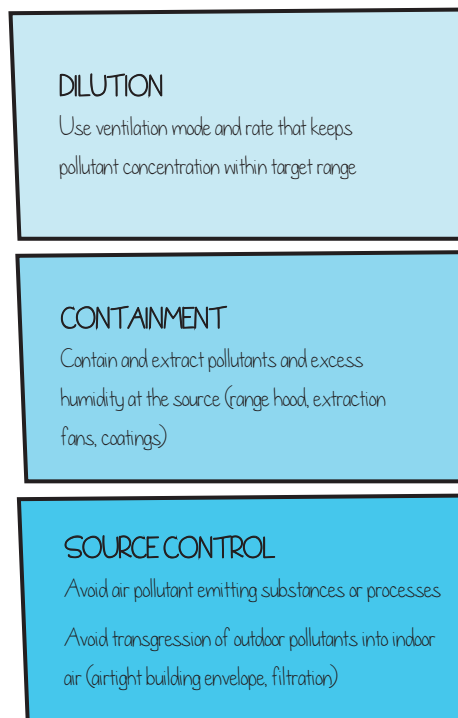 DILUTION
Use ventilation mode and rate that keeps
pollutant concentration within target range
CONTAINMENT
Contain and extract pollutants and excess
humidity at the source (range hood, extraction
fans, coatings)
SOURCE CONTROL
Avoid air pollutant emitting substances or processes
Avoid transgression of outdoor pollutants into indoor
air (airtight building envelope, filtration)